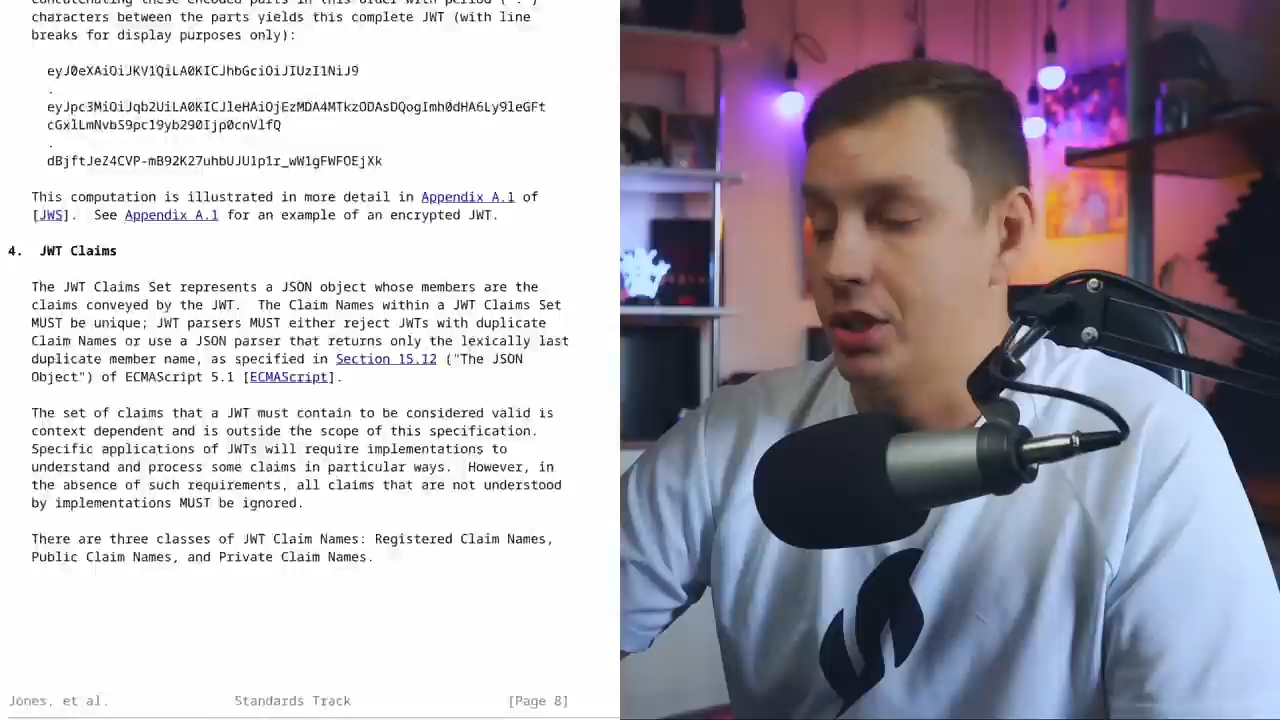 characters between the parts yields this complete JWT (with line
breaks for display purposes only):
eyJ0eXAiOiJKV1QiLA0KICJhbGciOiJIUzI1NiJ9
.
eyJpc3MiOiJqb2UiLA0KICJleHAiOjEzMDA4MTkzODAsDQogImh0dHA6Ly9leGFt
cGxlLmNvbS9pc19yb290Ijp0cnVlfQ
.
dBjftJeZ4CVP-mB92K27uhbUJU1p1r_wW1gFWFOEjXk
This computation is illustrated in more detail in Appendix A.1 of
[JWS].  See Appendix A.1 for an example of an encrypted JWT.
4.  JWT Claims
The JWT Claims Set represents a JSON object whose members are the
claims conveyed by the JWT.  The Claim Names within a JWT Claims Set
MUST be unique; JWT parsers MUST either reject JWTs with duplicate
Claim Names or use a JSON parser that returns only the lexically last
duplicate member name, as specified in Section 15.12 ("The JSON
Object") of ECMAScript 5.1 [ECMAScript].
The set of claims that a JWT must contain to be considered valid is
context dependent and is outside the scope of this specification.
Specific applications of JWTs will require implementations to
understand and process some claims in particular ways.  However, in
the absence of such requirements, all claims that are not understood
by implementations MUST be ignored.
There are three classes of JWT Claim Names: Registered Claim Names,
Public Claim Names, and Private Claim Names.
Jones, et al.                Standards Track                    [Page 8]